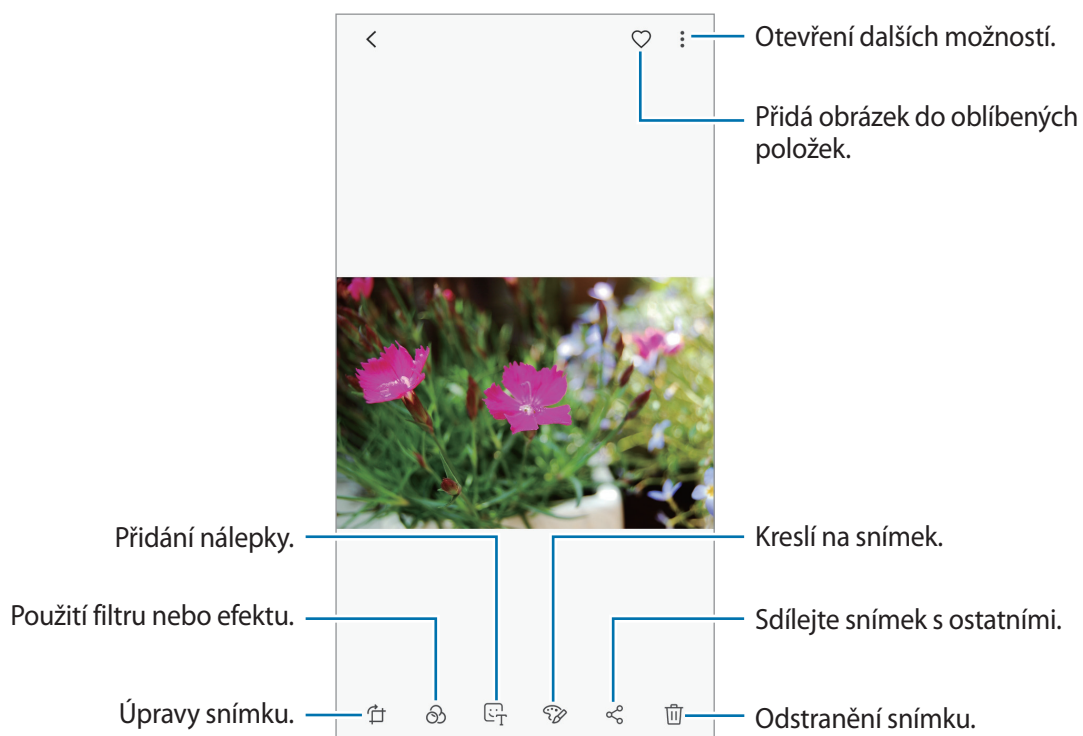 Otevření dalších možností.
Přidá obrázek do oblíbených
položek.
Přidání nálepky.
Kreslí na snímek.
Použití filtru nebo efektu.
Sdílejte snímek s ostatními.
Úpravy snímku.
Odstranění snímku.